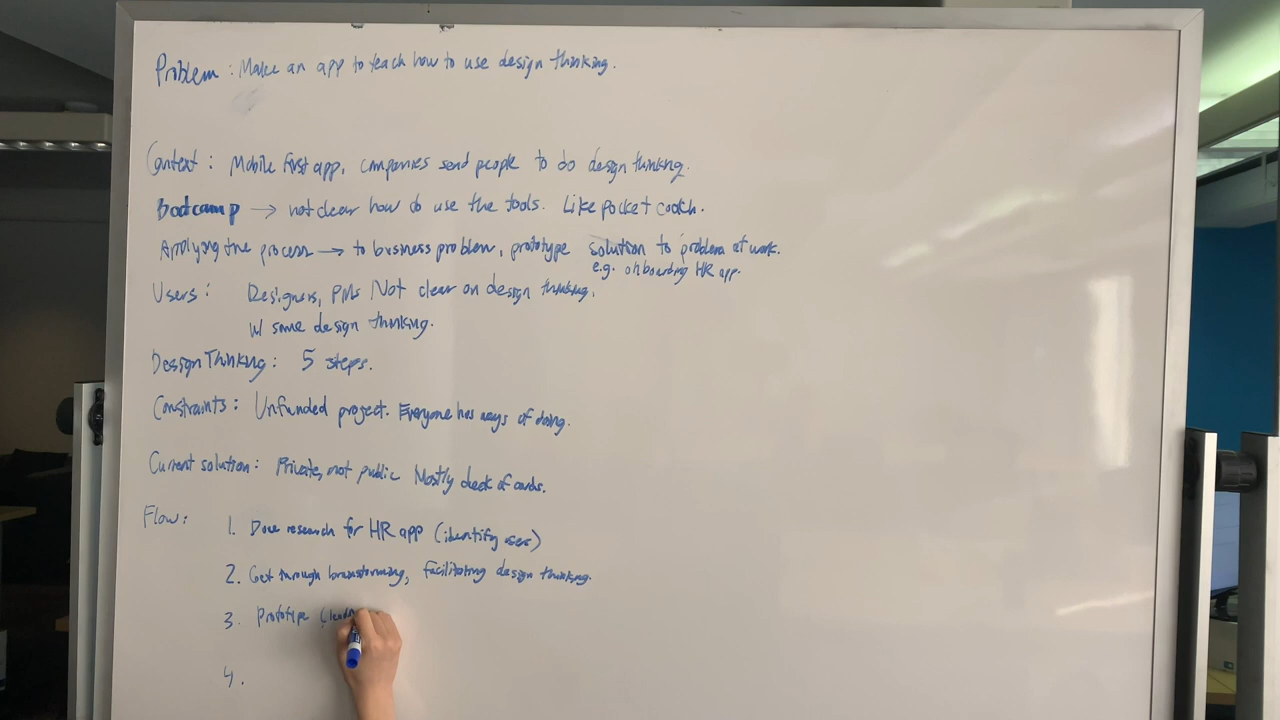 Problem : Make an app to teach how to use design thinking.
Context : Mobile first app, companies send people to do design thinking.
Bootcamp → not clear how do use the tools. Like pocket coach.
Applying the process → to business problem, prototype solution to problem at work.
e.g. onboarding HR app.
Users : Designers, PMs Not clear on design thinking.
w/ some design thinking.
Design Thinking : 5 steps.
Constraints : Unfunded project. Everyone has ways of doing.
Current solution : Private, not public Mostly deck of cards.
Flow : 1. Done research for HR app (identify user)
2. Get through brainstorming, facilitating design thinking.
3. Prototype
4.